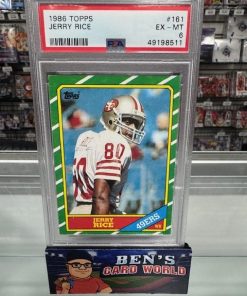 1986 TOPPS #161
JERRY RICE EX - MT
PSA 6
49198511
Topps
80
80
JERRY
RICE
49ERS
WR
BEN'S
CARD WORLD